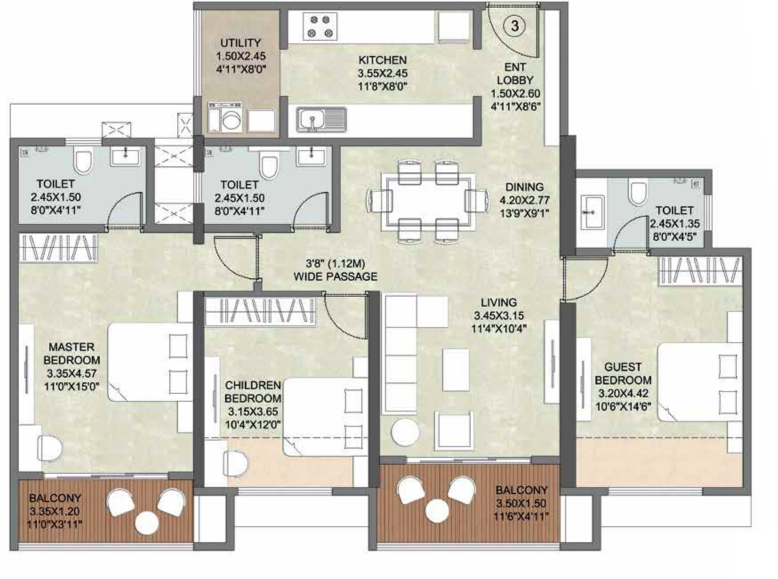 3
UTILITY
1.50X2.45
4'11"X8'0"
KITCHEN
3.55X2.45
11'8"X8'0"
ENT
LOBBY
1.50X2.60
4'11"X8'6"
TOILET
2.45X1.50
8'0"X4'11"
TOILET
2.45X1.50
8'0"X4'11"
DINING
4.20X2.77
13'9"X9'1"
TOILET
2.45X1.35
8'0"X4'5"
3'8" (1.12M)
WIDE PASSAGE
LIVING
3.45X3.15
11'4"X10'4"
MASTER
BEDROOM
3.35X4.57
11'0"X15'0"
CHILDREN
BEDROOM
3.15X3.65
10'4"X12'0"
GUEST
BEDROOM
3.20X4.42
10'6"X14'6"
BALCONY
3.35X1.20
11'0"X3'11"
BALCONY
3.50X1.50
11'6"X4'11"